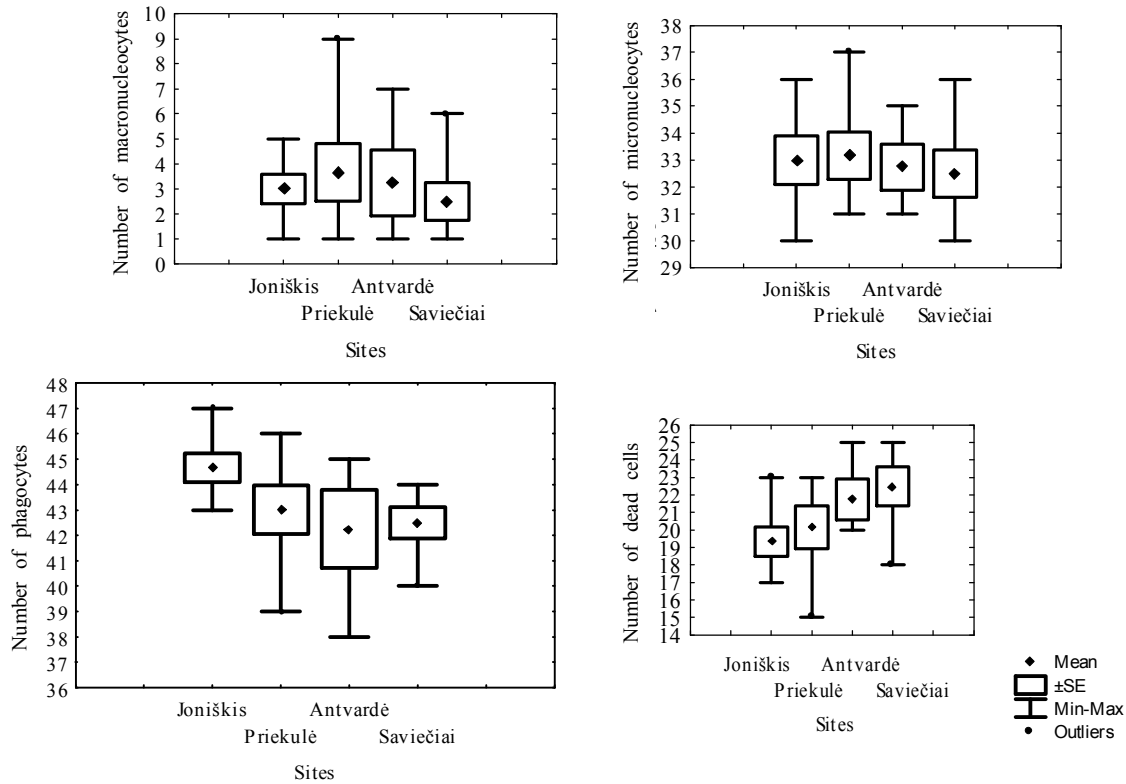 Number of macronucleocytes
10
9
8
7
6
5
4
3
2
1
0
Joniškis Antvardė
Priekulė Saviečiai
Sites
Number of micronucleocytes
38
37
36
35
34
33
32
31
30
29
Joniškis Antvardė
Priekulė Saviečiai
Sites
Number of phagocytes
48
47
46
45
44
43
42
41
40
39
38
37
36
Joniškis Antvardė
Priekulė Saviečiai
Sites
Number of dead cells
26
25
24
23
22
21
20
19
18
17
16
15
14
Joniškis Antvardė
Priekulė Saviečiai
Sites
Mean
±SE
Min-Max
Outliers